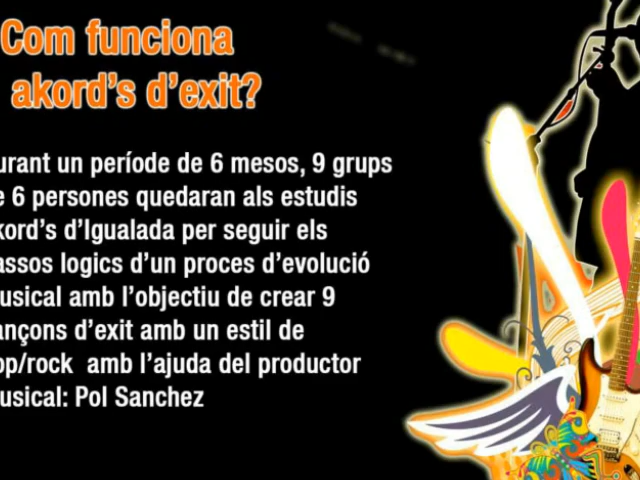 Com funciona
akord's d'exit?
urant un període de 6 mesos, 9 grups
e 6 persones quedaran als estudis
kord's d'Igualada per seguir els
assos logics d'un proces d'evolució
usical amb l'objectiu de crear 9
ançons d'exit amb un estil de
op/rock amb l'ajuda del productor
usical: Pol Sanchez